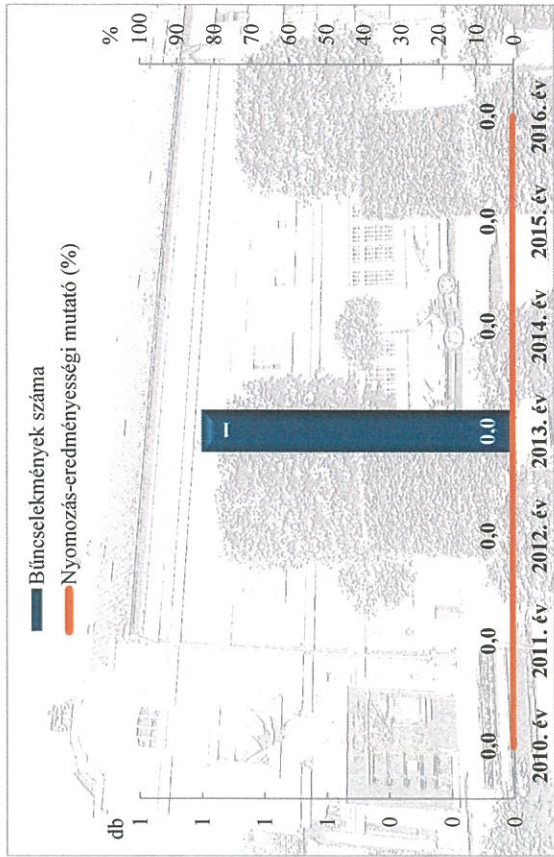 Bűncselekmények száma
Nyomozás-eredményességi mutató (%)
db
%
1
1
1
1
0
0
0
100
90
80
70
60
50
40
30
20
10
0
1
0,0
0,0
0,0
0,0
0,0
0,0
0,0
2010. év
2011. év
2012. év
2013. év
2014. év
2015. év
2016. év